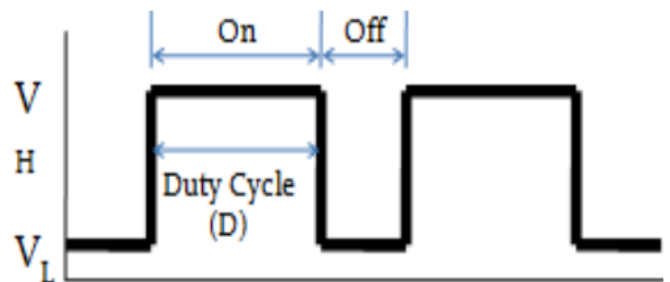 On Off
V
H
Duty Cycle
(D)
V L